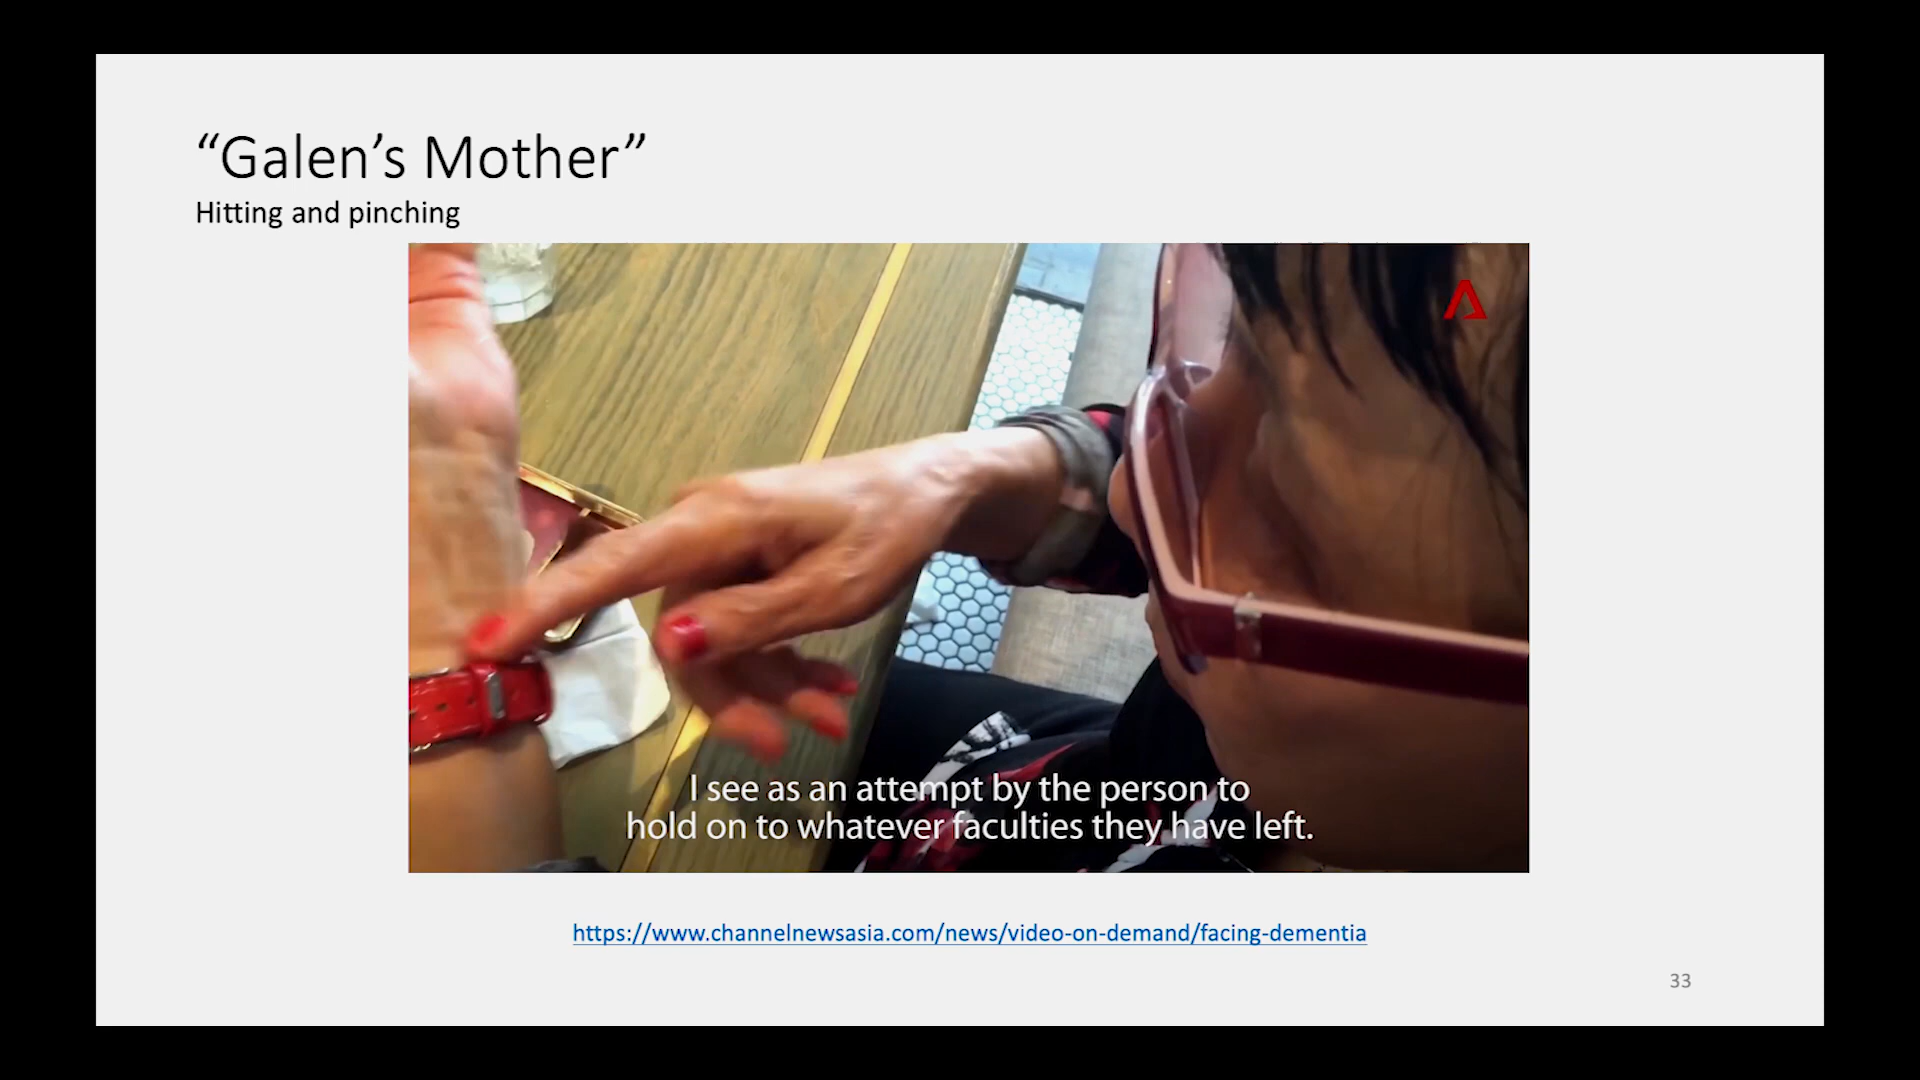 “Galen’s Mother”
Hitting and pinching
I see as an attempt by the person to
hold on to whatever faculties they have left.
https://www.channelnewsasia.com/news/video-on-demand/facing-dementia
33